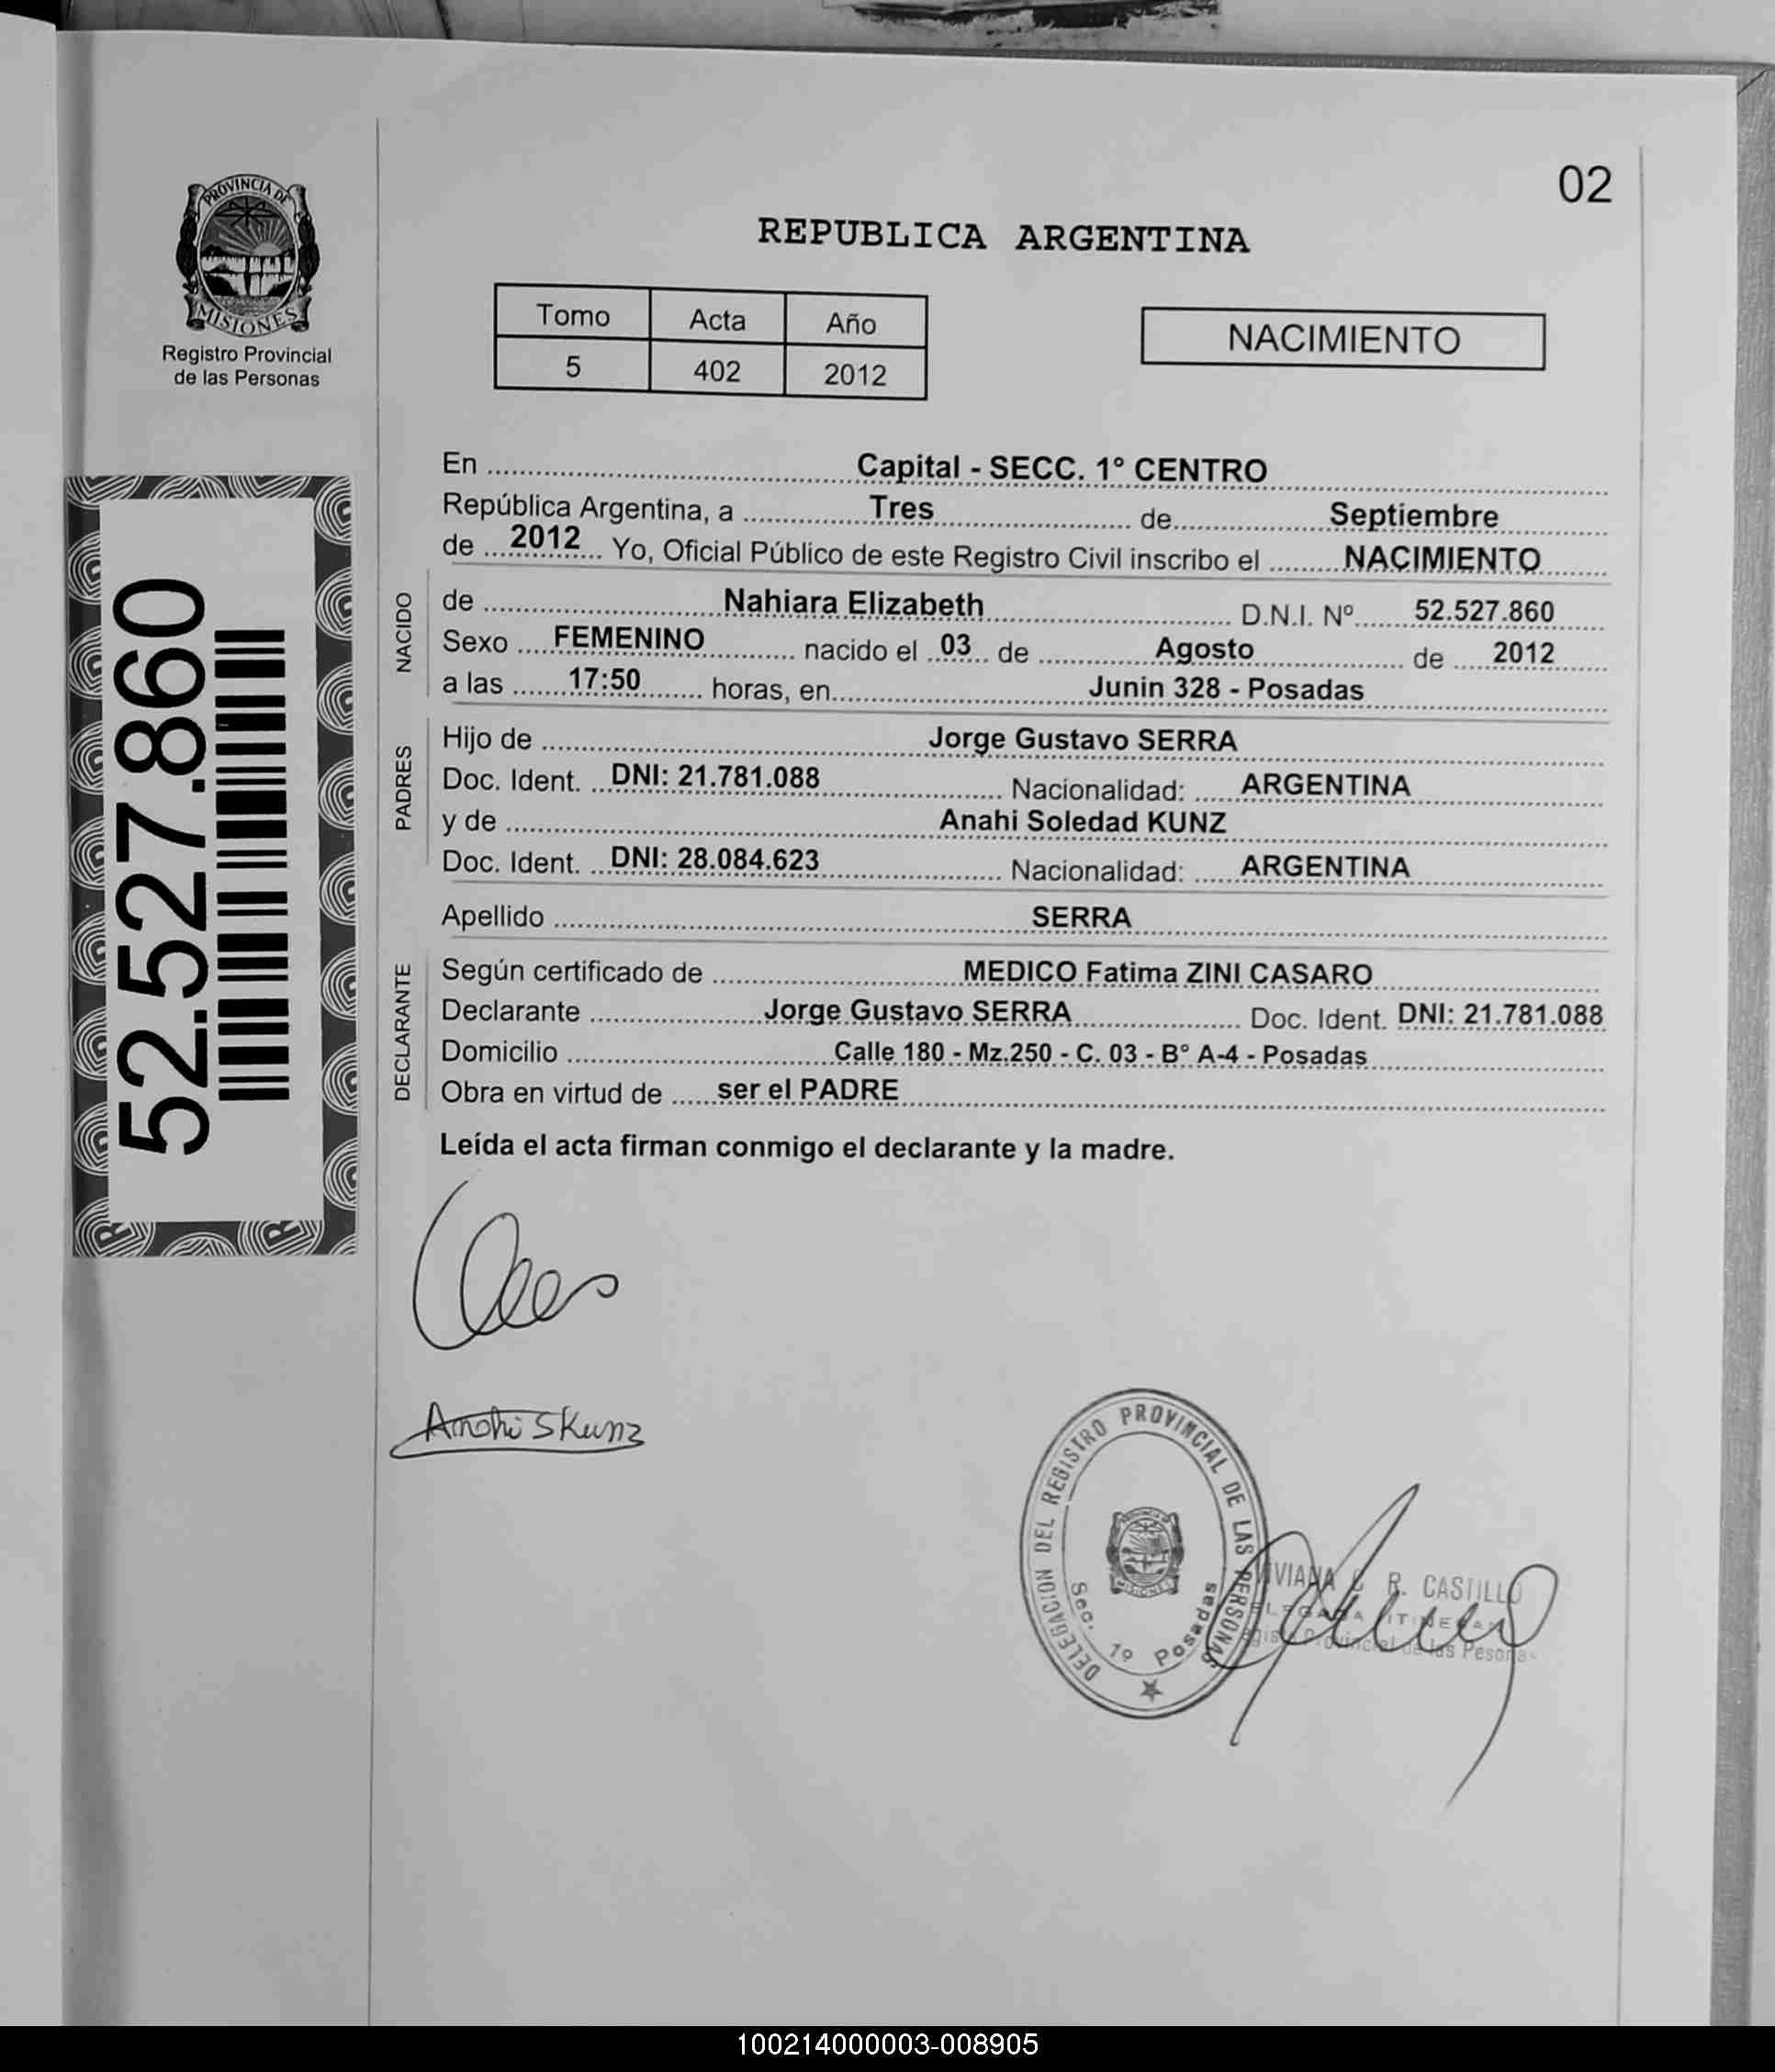 02
PROVINCIA DE
MISIONES
Registro Provincial
de las Personas
REPUBLICA ARGENTINA
Tomo Acta Año
5 402 2012
NACIMIENTO
52.527.860
En Capital - SECC. 1° CENTRO
República Argentina, a Tres de Septiembre
de 2012 Yo, Oficial Público de este Registro Civil inscribo el NACIMIENTO
NACIDO
de Nahiara Elizabeth D.N.I. Nº 52.527.860
Sexo FEMENINO nacido el 03 de Agosto de 2012
a las 17:50 horas, en Junin 328 - Posadas
PADRES
Hijo de Jorge Gustavo SERRA
Doc. Ident. DNI: 21.781.088 Nacionalidad: ARGENTINA
y de Anahi Soledad KUNZ
Doc. Ident. DNI: 28.084.623 Nacionalidad: ARGENTINA
Apellido SERRA
DECLARANTE
Según certificado de MEDICO Fatima ZINI CASARO
Declarante Jorge Gustavo SERRA Doc. Ident. DNI: 21.781.088
Domicilio Calle 180 - Mz.250 - C. 03 - B° A-4 - Posadas
Obra en virtud de ser el PADRE
Leída el acta firman conmigo el declarante y la madre.
Anahi S Kunz
DELEGACION DEL REGISTRO PROVINCIAL DE LAS PERSONAS
Sec. 1º Posadas
R. CASTILLO
Provincial de las Pesonas
100214000003-008905